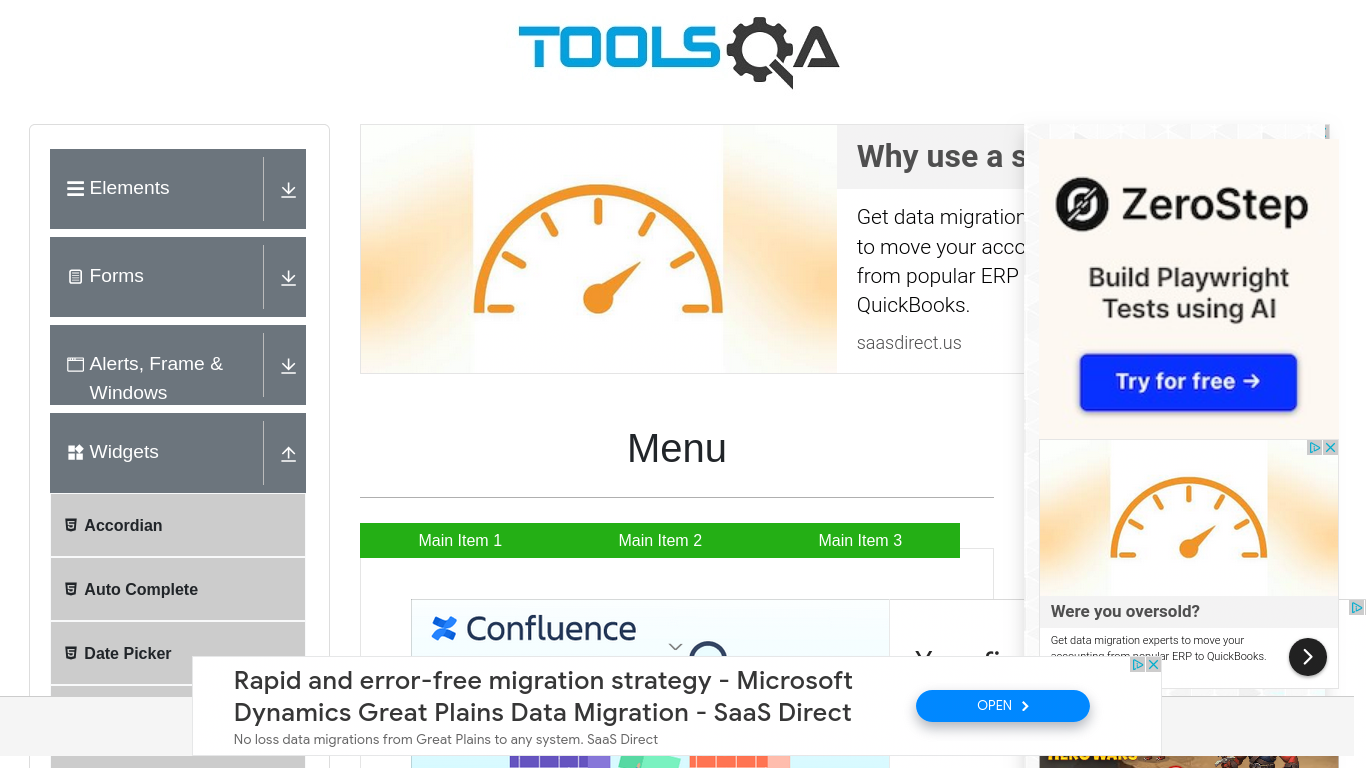 TOOLSQA
Elements
Forms
Alerts, Frame &
Windows
Widgets
Accordian
Auto Complete
Date Picker
Why use a s
Get data migration
to move your acco
from popular ERP
QuickBooks.
saasdirect.us
Menu
Main Item 1
Main Item 2
Main Item 3
Confluence
ZeroStep
Build Playwright
Tests using AI
Try for free →
Were you oversold?
Get data migration experts to move your
accounting from popular ERP to QuickBooks.
Rapid and error-free migration strategy - Microsoft
Dynamics Great Plains Data Migration - SaaS Direct
No loss data migrations from Great Plains to any system. SaaS Direct
OPEN
HERO WARS